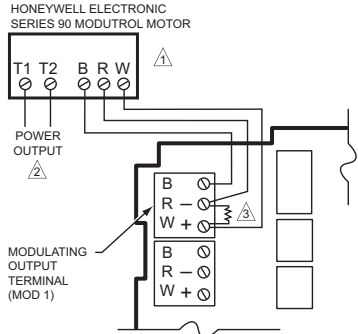 HONEYWELL ELECTRONIC
SERIES 90 MODUTROL MOTOR
1
T1 T2 B R W
POWER
OUTPUT
2
B
R −
W +
3
MODULATING
OUTPUT
TERMINAL
(MOD 1)
B
R −
W +